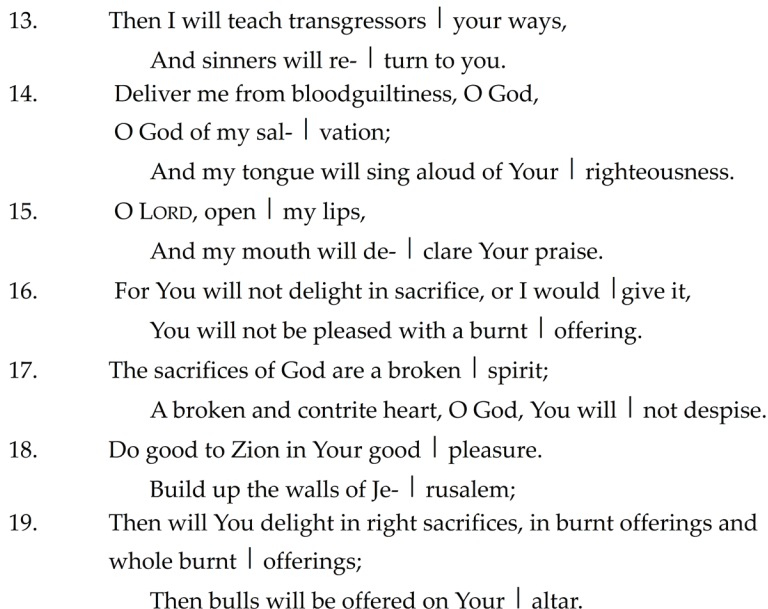 13. Then I will teach transgressors | your ways,
And sinners will re- | turn to you.
14. Deliver me from bloodguiltiness, O God,
O God of my sal- | vation;
And my tongue will sing aloud of Your | righteousness.
15. O LORD, open | my lips,
And my mouth will de- | clare Your praise.
16. For You will not delight in sacrifice, or I would | give it,
You will not be pleased with a burnt | offering.
17. The sacrifices of God are a broken | spirit;
A broken and contrite heart, O God, You will | not despise.
18. Do good to Zion in Your good | pleasure.
Build up the walls of Je- | rusalem;
19. Then will You delight in right sacrifices, in burnt offerings and
whole burnt | offerings;
Then bulls will be offered on Your | altar.